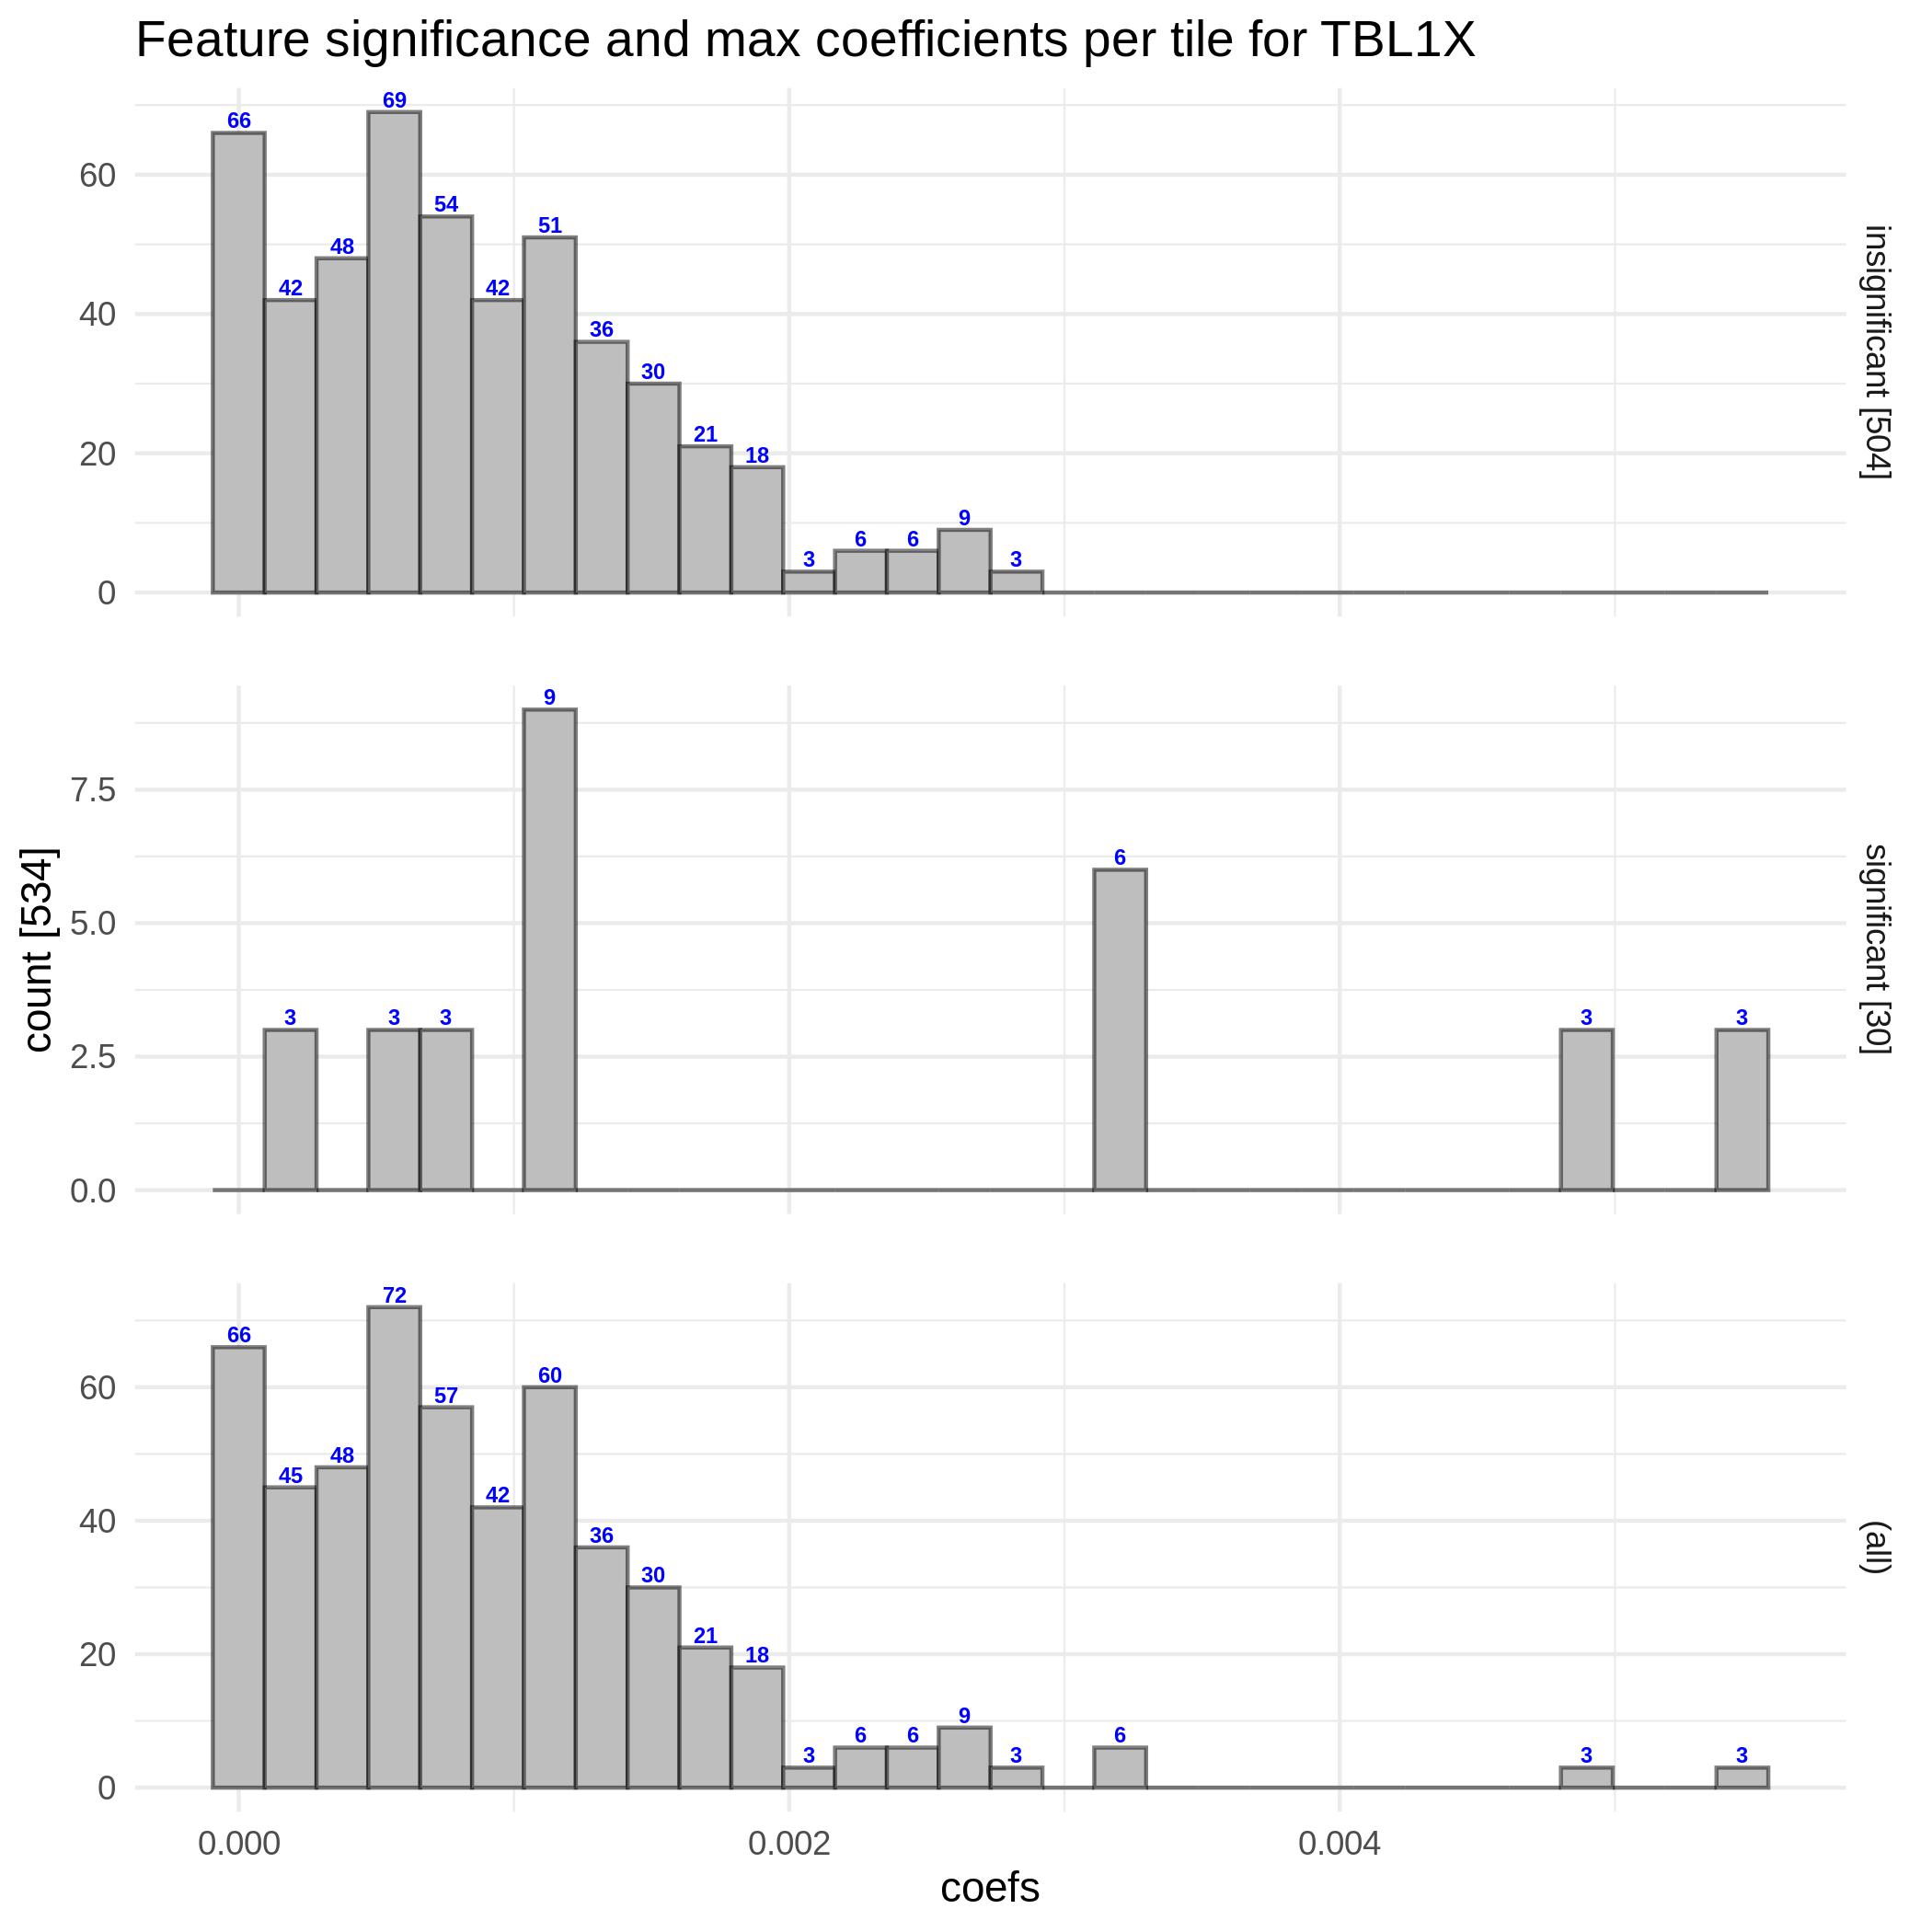 Feature significance and max coefficients per tile for TBL1X
66 42 48 69 54 42 51 36 30 21 18 3 6 6 9 3
60
40
20
0
insignificant [504]
3 3 3 9 6 3 3
7.5
5.0
2.5
0.0
significant [30]
count [534]
66 45 48 72 57 42 60 36 30 21 18 3 6 6 9 3 6 3 3
60
40
20
0
(all)
0.000 0.002 0.004
coefs